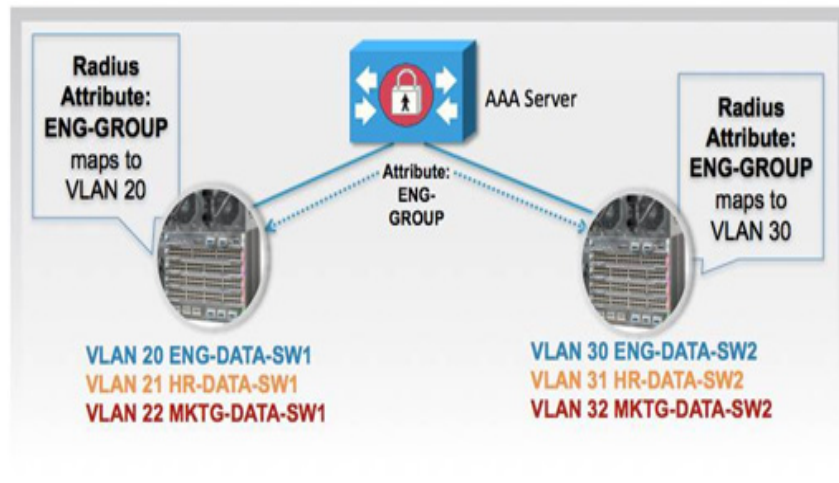 Radius
Attribute:
ENG-GROUP
maps to
VLAN 20
AAA Server
Attribute:
ENG-
GROUP
Radius
Attribute:
ENG-GROUP
maps to
VLAN 30
VLAN 20 ENG-DATA-SW1
VLAN 21 HR-DATA-SW1
VLAN 22 MKTG-DATA-SW1
VLAN 30 ENG-DATA-SW2
VLAN 31 HR-DATA-SW2
VLAN 32 MKTG-DATA-SW2